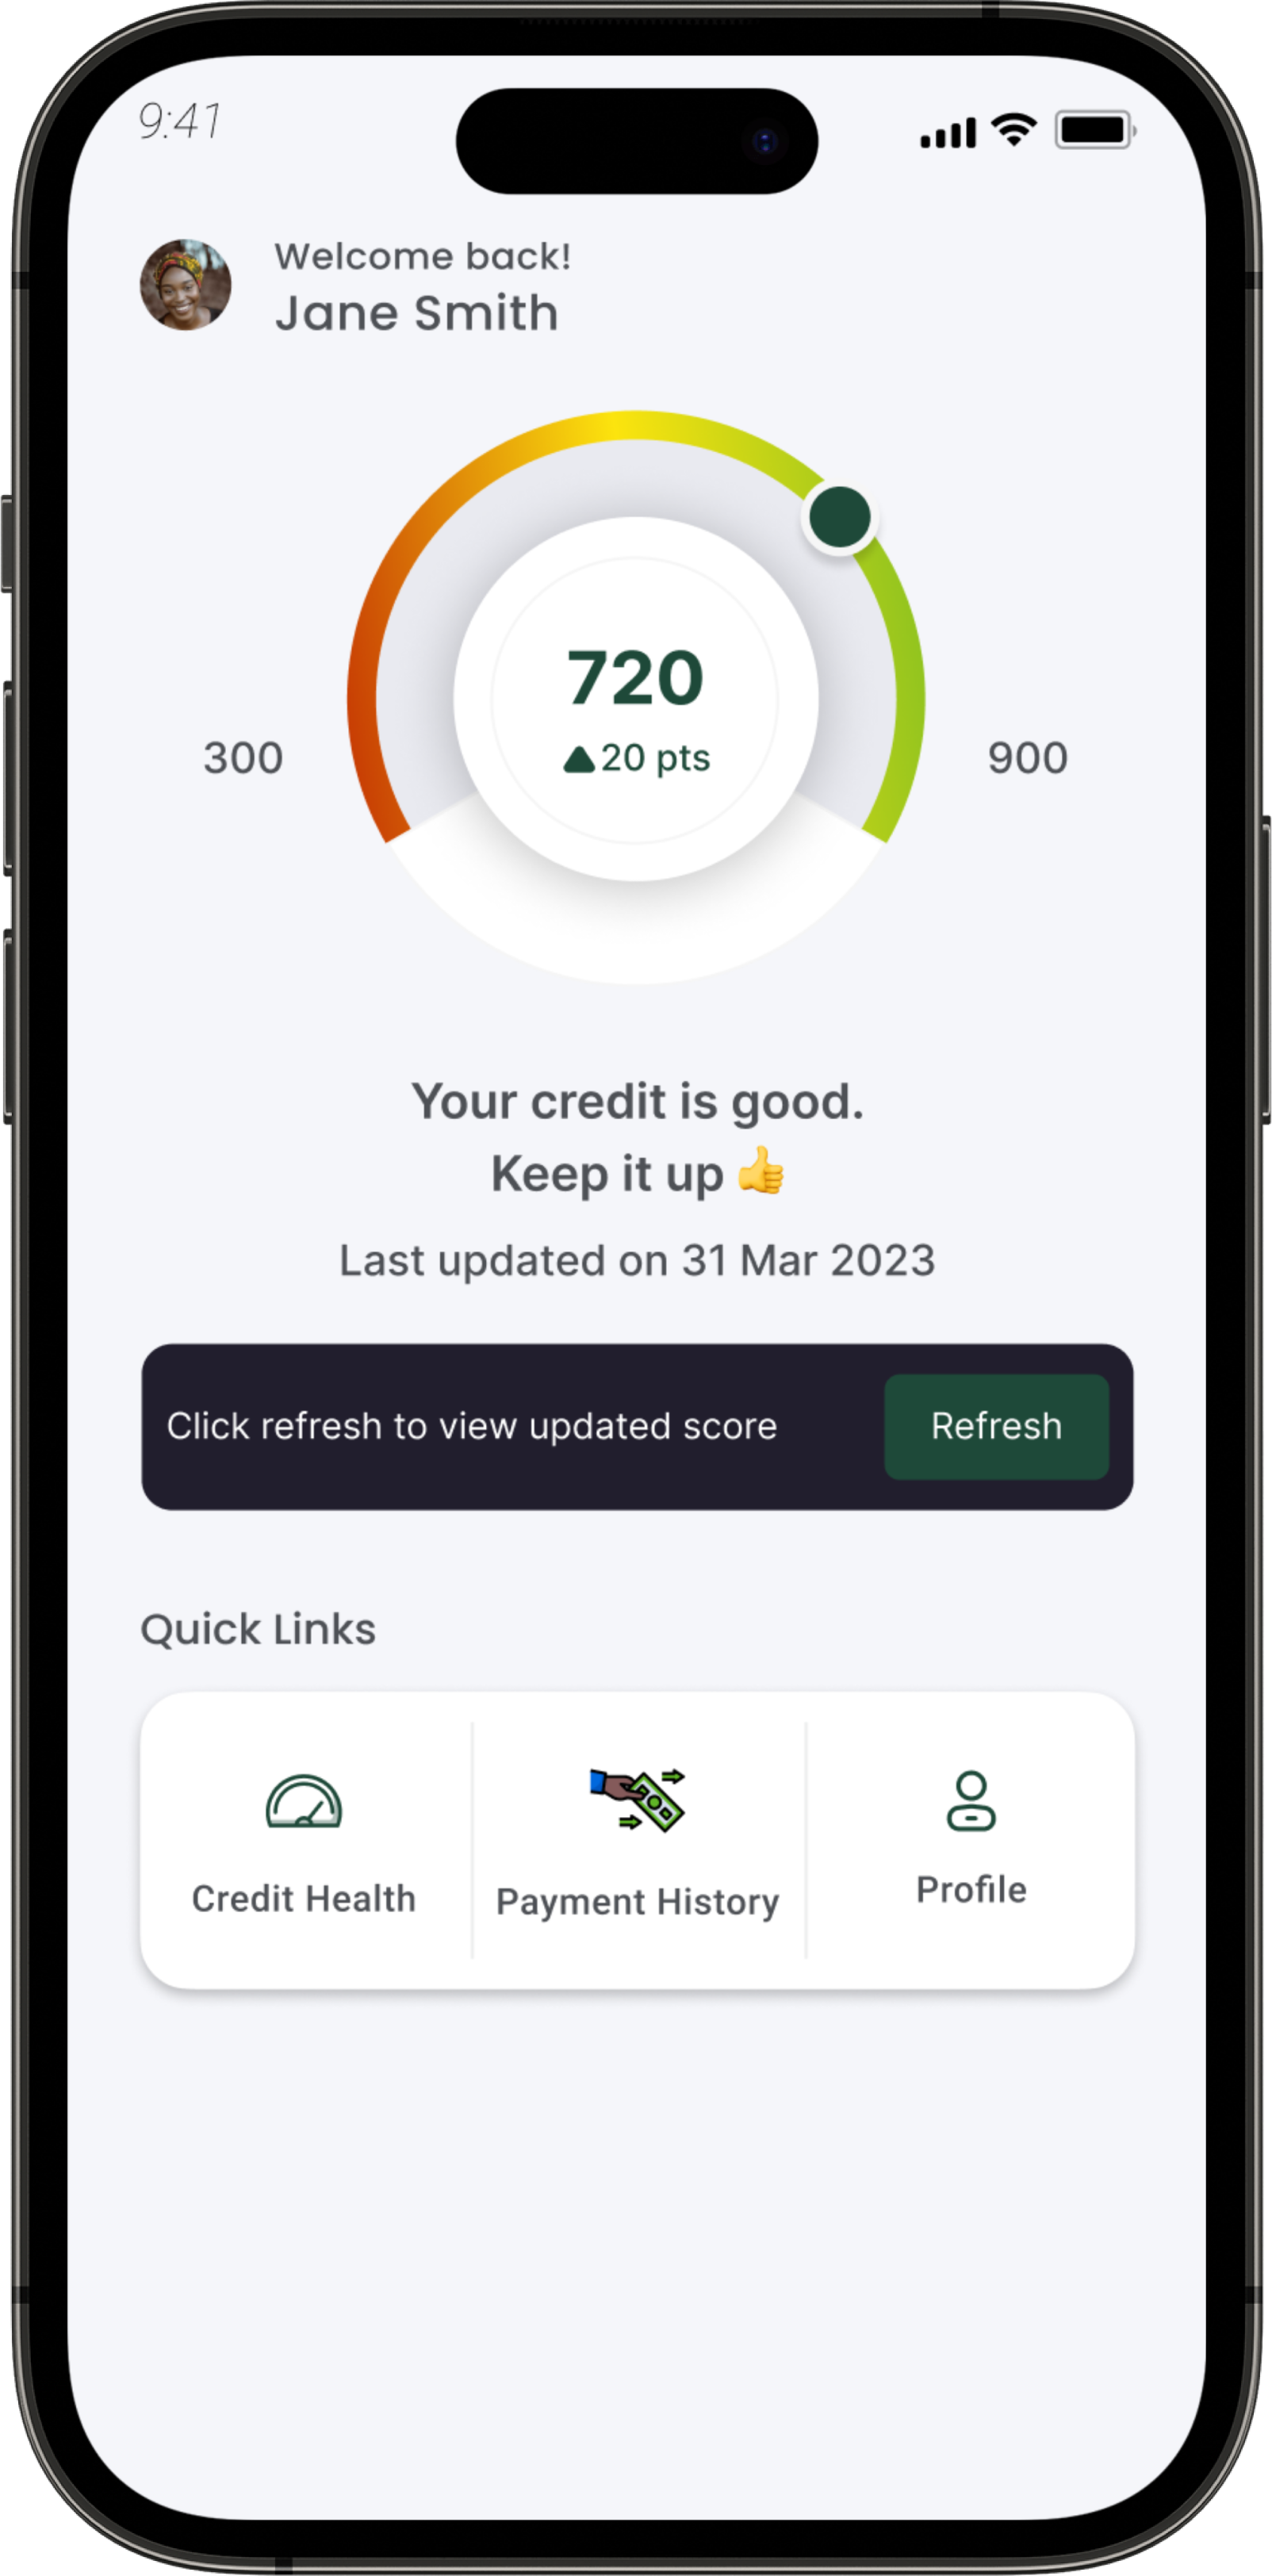 9:41
Welcome back!
Jane Smith
720
20 pts
300
900
Your credit is good.
Keep it up 👍
Last updated on 31 Mar 2023
Click refresh to view updated score
Refresh
Quick Links
Credit Health
Payment History
Profile